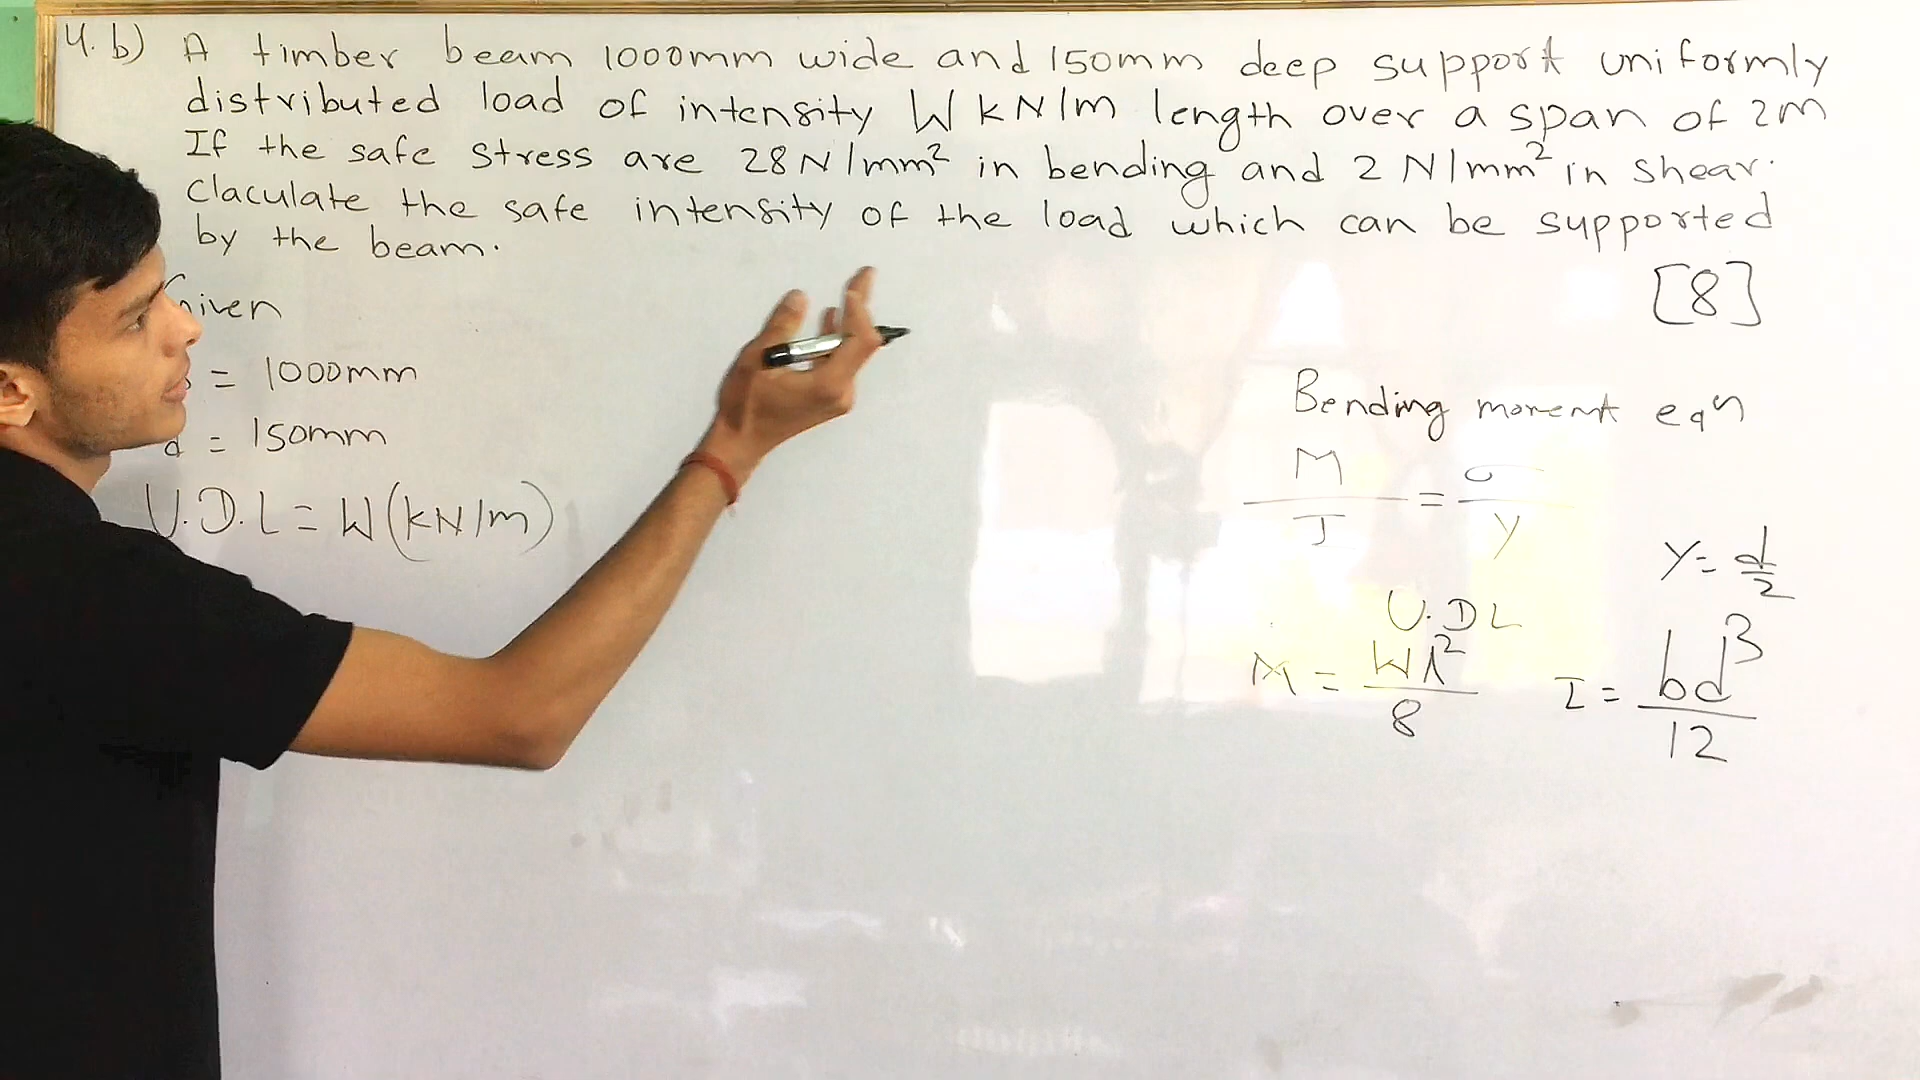 4. b) A timber beam 1000mm wide and 150mm deep support uniformly
distributed load of intensity W kN/m length over a span of 2m
If the safe stress are 28 N/mm² in bending and 2 N/mm² in shear.
Claculate the safe intensity of the load which can be supported
by the beam.
[8]
= 1000mm
d = 150mm
U.D.L = W(kN/m)
Bending moment eqn
M/I = σ/Y
Y = d/2
U.DL
M = Wl²/8
I = bd³/12